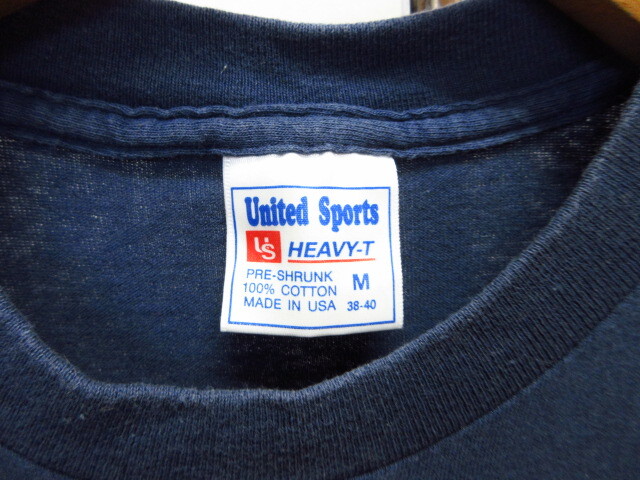 United Sports
US HEAVY-T
PRE-SHRUNK
100% COTTON M
MADE IN USA 38-40